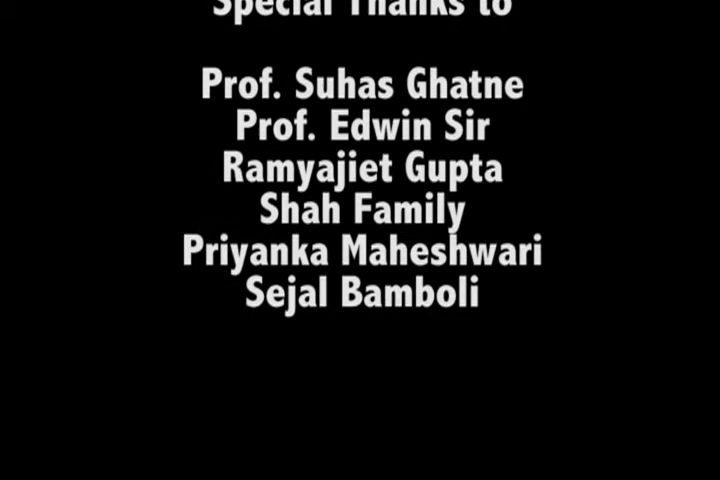 Special Thanks to
Prof. Suhas Ghatne
Prof. Edwin Sir
Ramyajiet Gupta
Shah Family
Priyanka Maheshwari
Sejal Bamboli